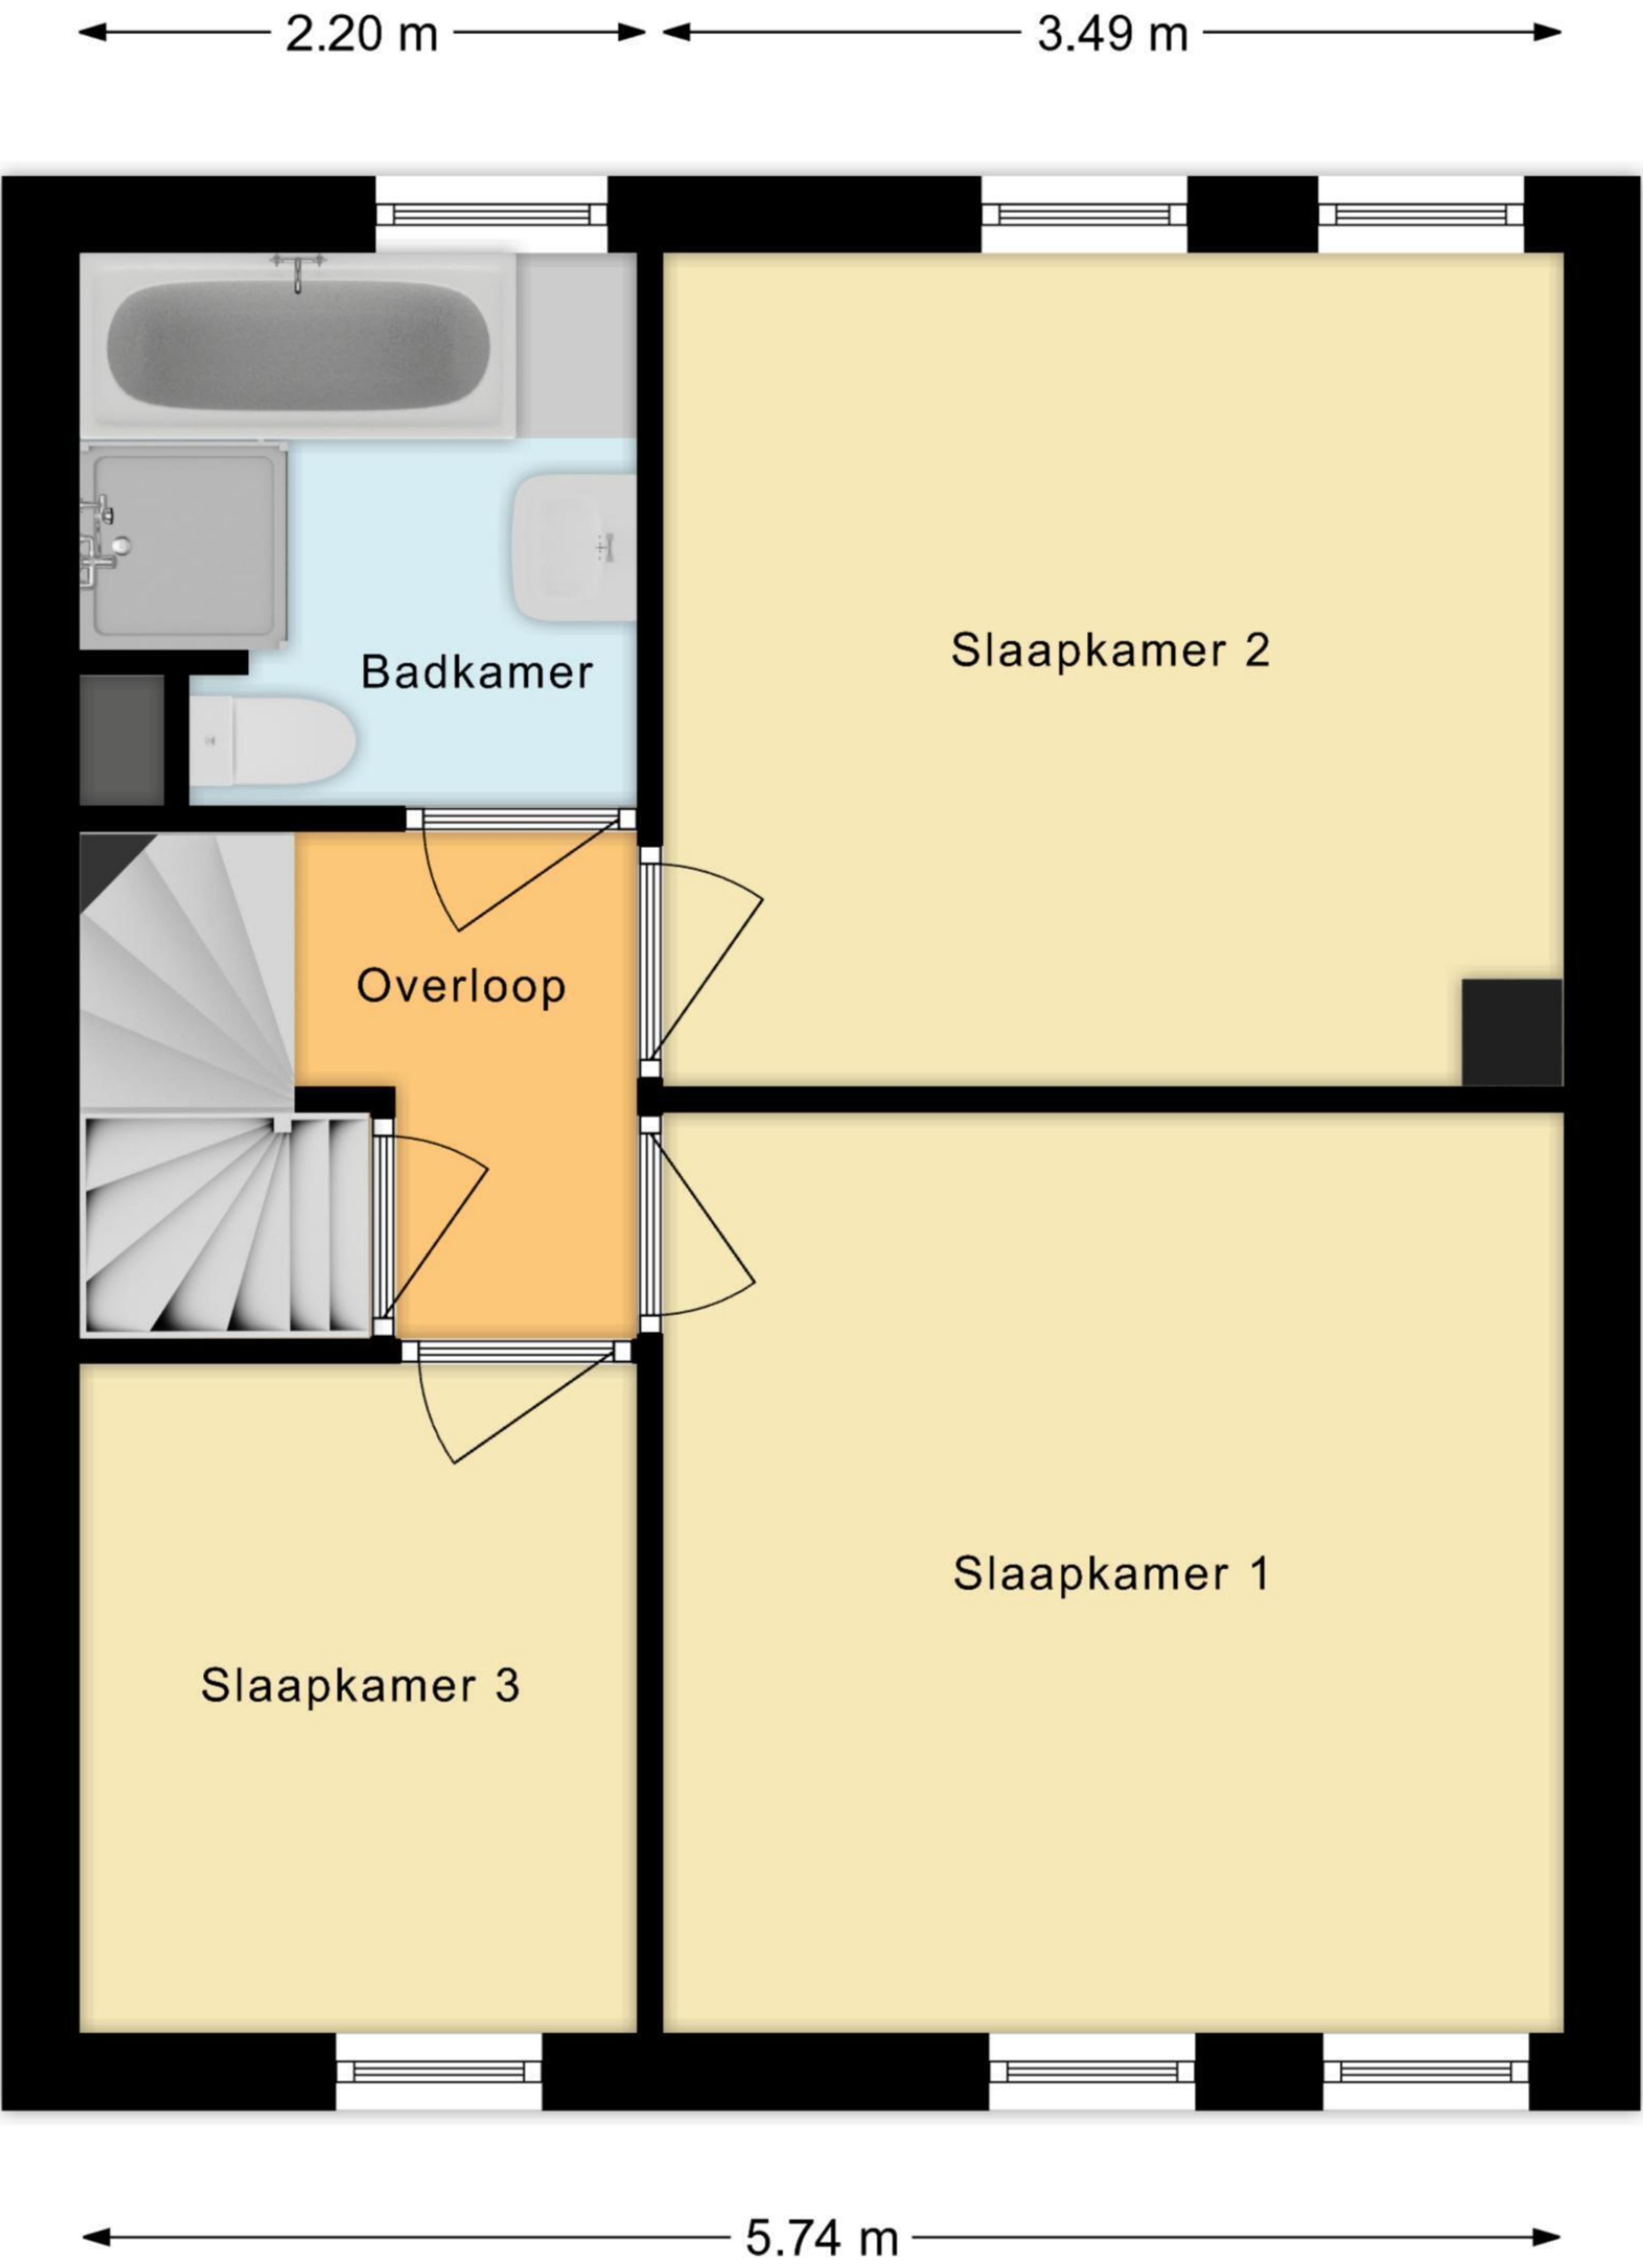 2.20 m
3.49 m
Slaapkamer 2
Badkamer
Overloop
Slaapkamer 1
Slaapkamer 3
5.74 m